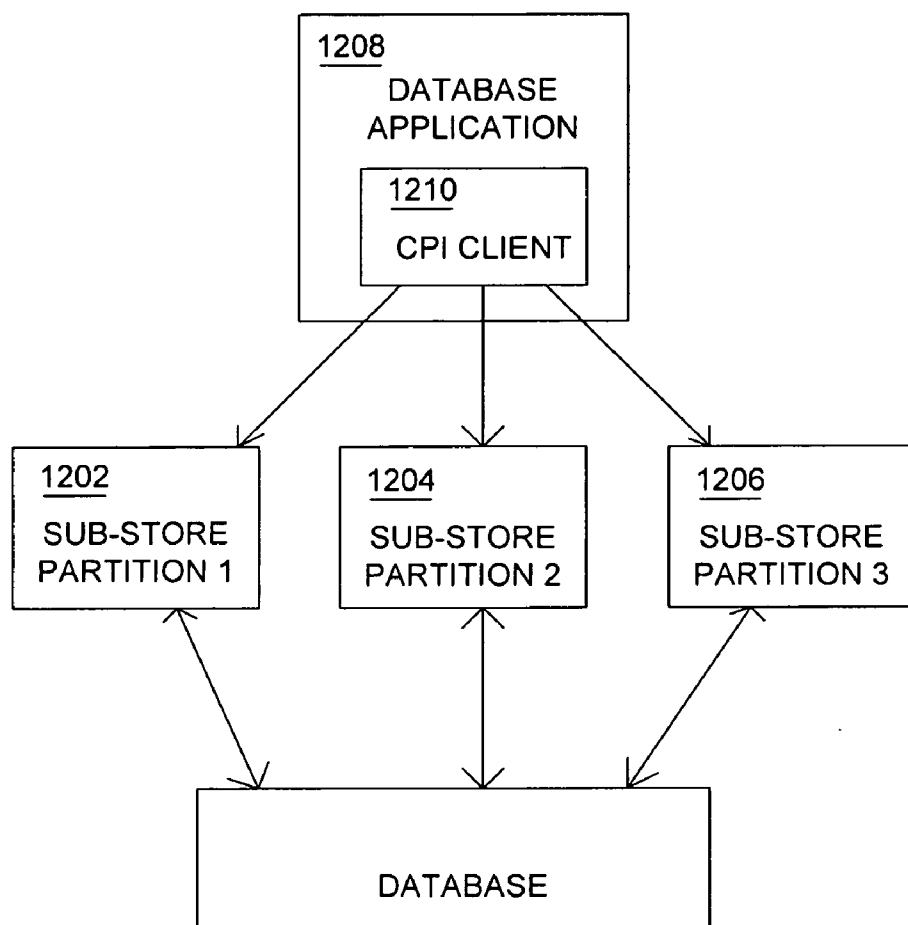 1208
DATABASE
APPLICATION
1210
CPI CLIENT
1202
SUB-STORE
PARTITION 1
1204
SUB-STORE
PARTITION 2
1206
SUB-STORE
PARTITION 3
DATABASE